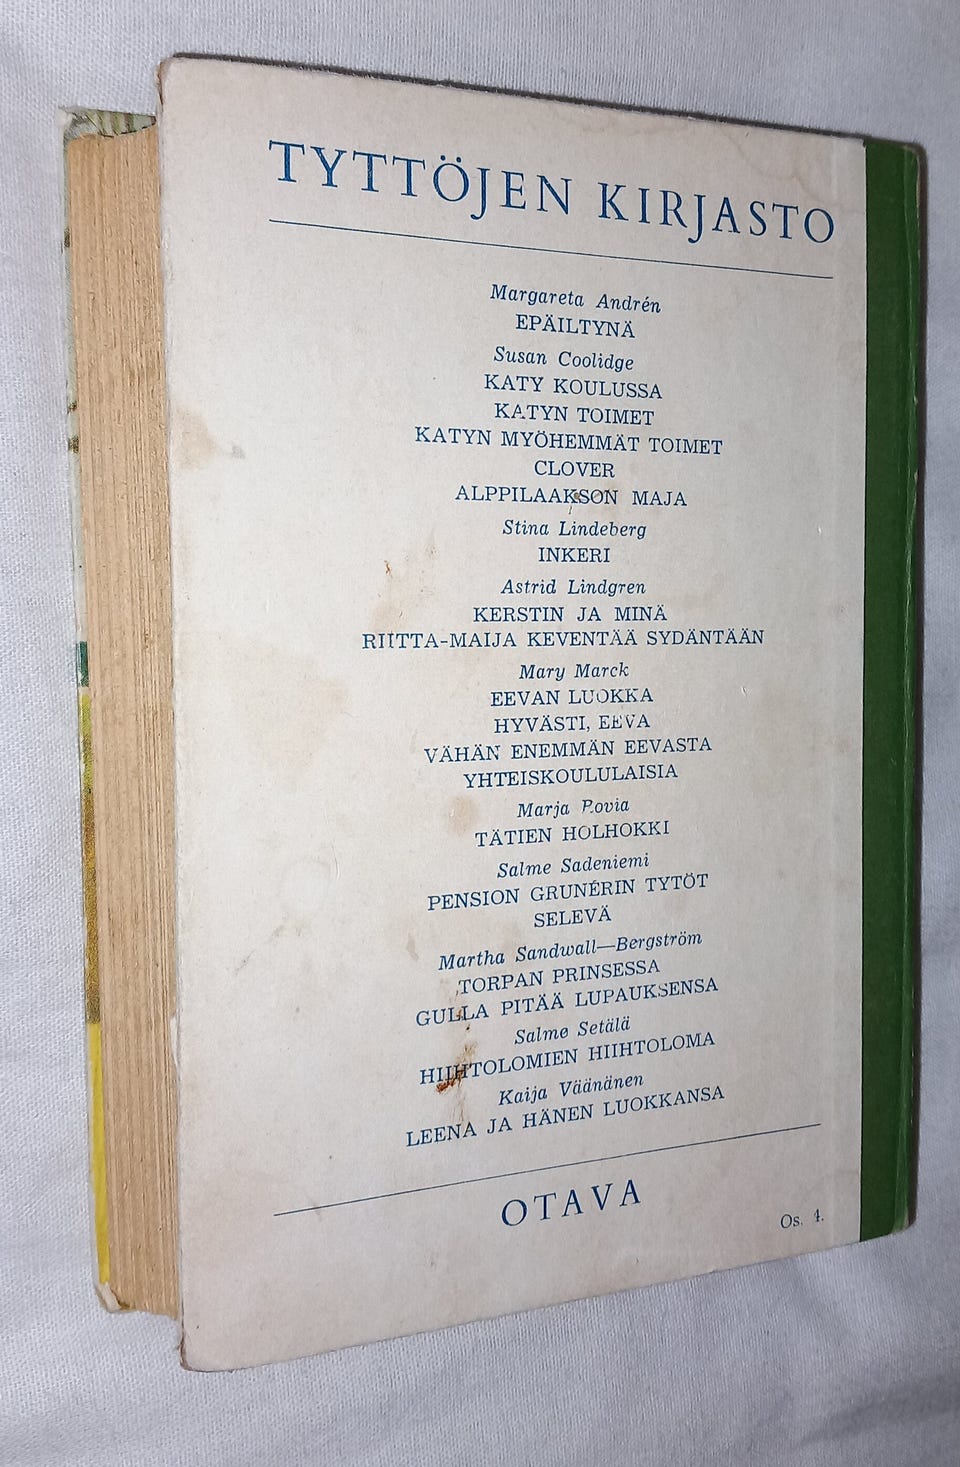 TYTTÖJEN KIRJASTO
Margareta Andrén
EPÄILTYNÄ
Susan Coolidge
KATY KOULUSSA
KATYN TOIMET
KATYN MYÖHEMMÄT TOIMET
CLOVER
ALPPILAAKSON MAJA
Stina Lindeberg
INKERI
Astrid Lindgren
KERSTIN JA MINÄ
RIITTA-MAIJA KEVENTÄÄ SYDÄNTÄÄN
Mary Marck
EEVAN LUOKKA
HYVÄSTI, EEVA
VÄHÄN ENEMMÄN EEVASTA
YHTEISKOULULAISIA
Marja Rovia
TÄTIEN HOLHOKKI
Salme Sadeniemi
PENSION GRUNÉRIN TYTÖT
SELEVÄ
Martha Sandwall—Bergström
TORPAN PRINSESSA
GULLA PITÄÄ LUPAUKSENSA
Salme Setälä
HIIHTOLOMIEN HIIHTOLOMA
Kaija Väänänen
LEENA JA HÄNEN LUOKKANSA
OTAVA
Os. 4.